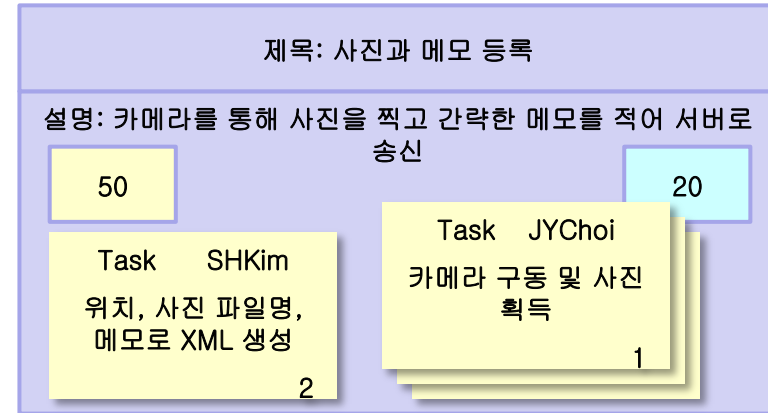 제목: 사진과 메모 등록
설명: 카메라를 통해 사진을 찍고 간략한 메모를 적어 서버로
송신
50
20
Task SHKim
위치, 사진 파일명,
메모로 XML 생성
2
Task JYChoi
카메라 구동 및 사진
획득
1